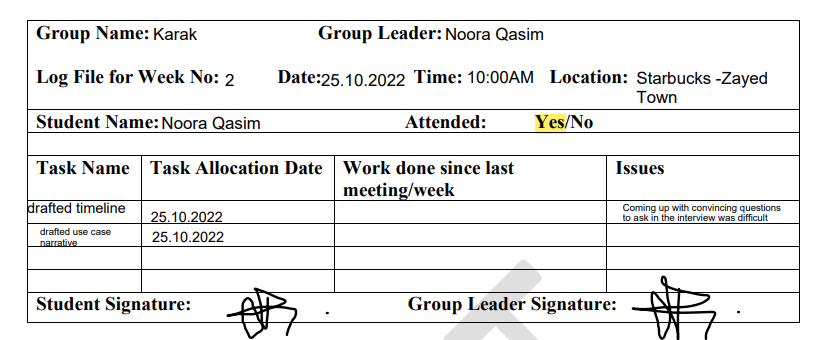 Group Name: Karak Group Leader: Noora Qasim
Log File for Week No: 2 Date:25.10.2022 Time: 10:00AM Location: Starbucks -Zayed
Town
Student Name: Noora Qasim Attended: Yes/No
Task Name Task Allocation Date Work done since last Issues
meeting/week
drafted timeline 25.10.2022 Coming up with convincing questions
to ask in the interview was difficult
drafted use case 25.10.2022
narrative
Student Signature: Group Leader Signature: